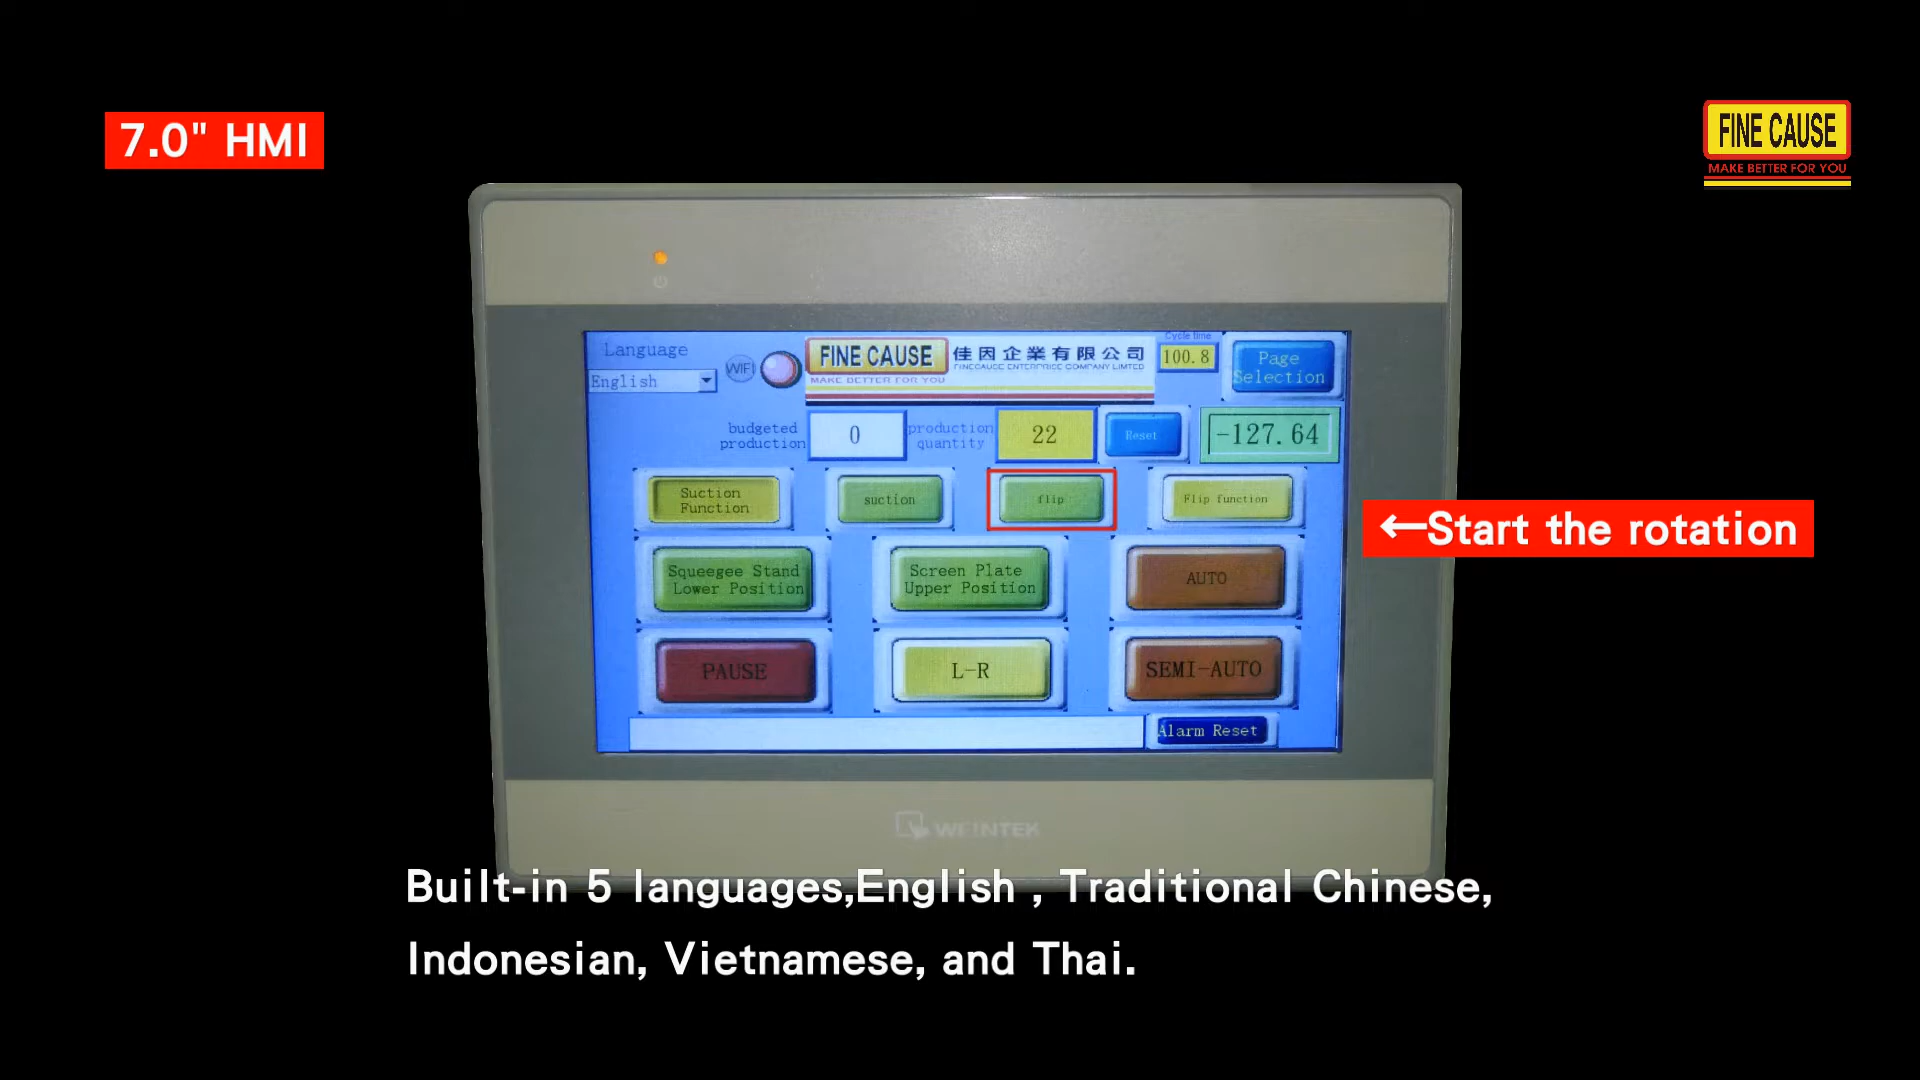 7.0" HMI
FINE CAUSE
MAKE BETTER FOR YOU
Language
English
WIFI
FINE CAUSE
MAKE BETTER FOR YOU
佳因企業有限公司
FINECAUSE ENTERPRISE COMPANY LIMTED
Cycle time
100.8
Page
Selection
budgeted
production
0
production
quantity
22
Reset
-127.64
Suction
Function
suction
flip
Flip function
←Start the rotation
Squeegee Stand
Lower Position
Screen Plate
Upper Position
AUTO
PAUSE
L-R
SEMI-AUTO
Alarm Reset
WEINTEK
Built-in 5 languages,English , Traditional Chinese,
Indonesian, Vietnamese, and Thai.